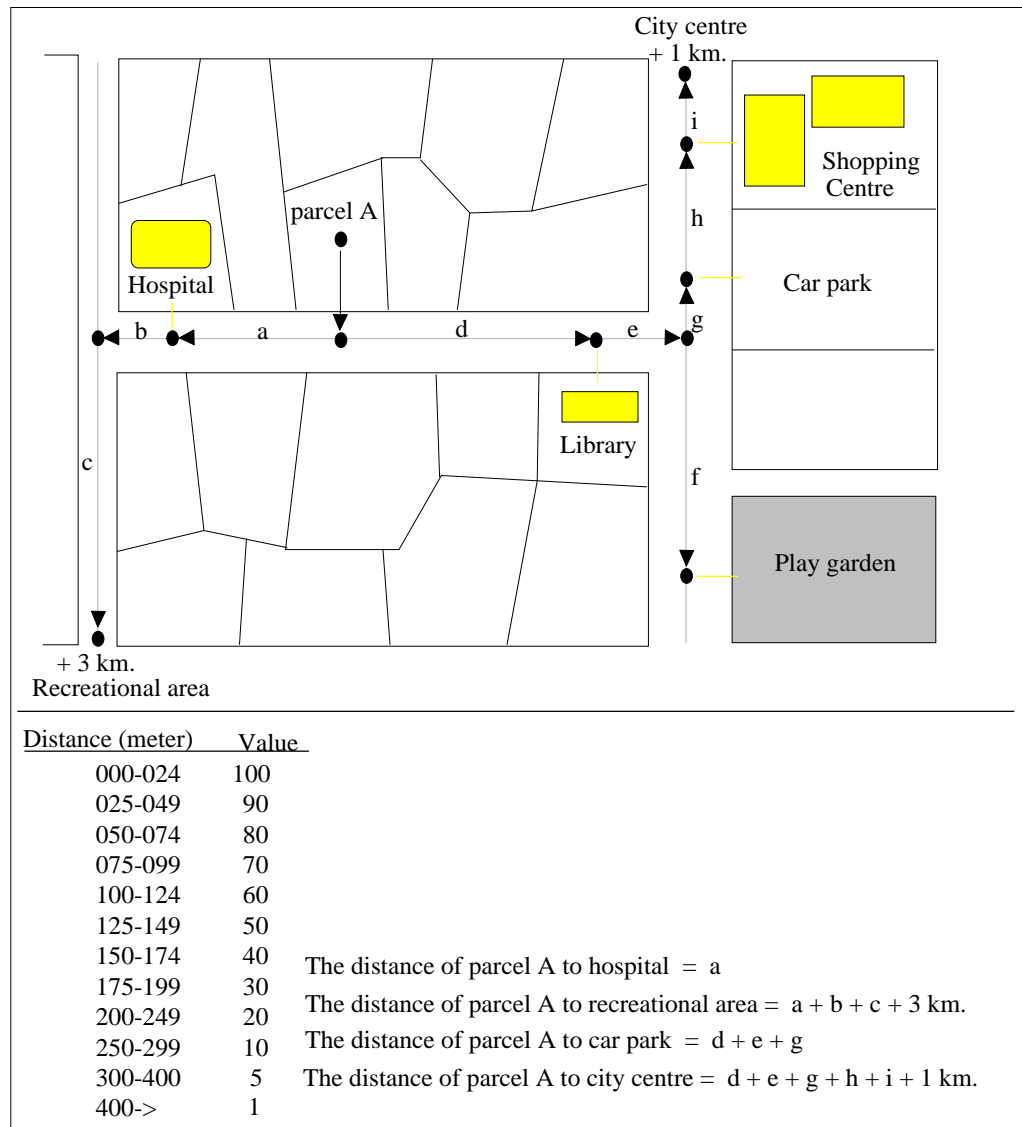 City centre
+ 1 km.
i
Shopping
Centre
h
parcel A
Hospital
Car park
g
b
a
d
e
Library
c
f
Play garden
+ 3 km.
Recreational area
Distance (meter) Value
000-024 100
025-049 90
050-074 80
075-099 70
100-124 60
125-149 50
150-174 40
175-199 30
200-249 20
250-299 10
300-400 5
400-> 1
The distance of parcel A to hospital = a
The distance of parcel A to recreational area = a + b + c + 3 km.
The distance of parcel A to car park = d + e + g
The distance of parcel A to city centre = d + e + g + h + i + 1 km.